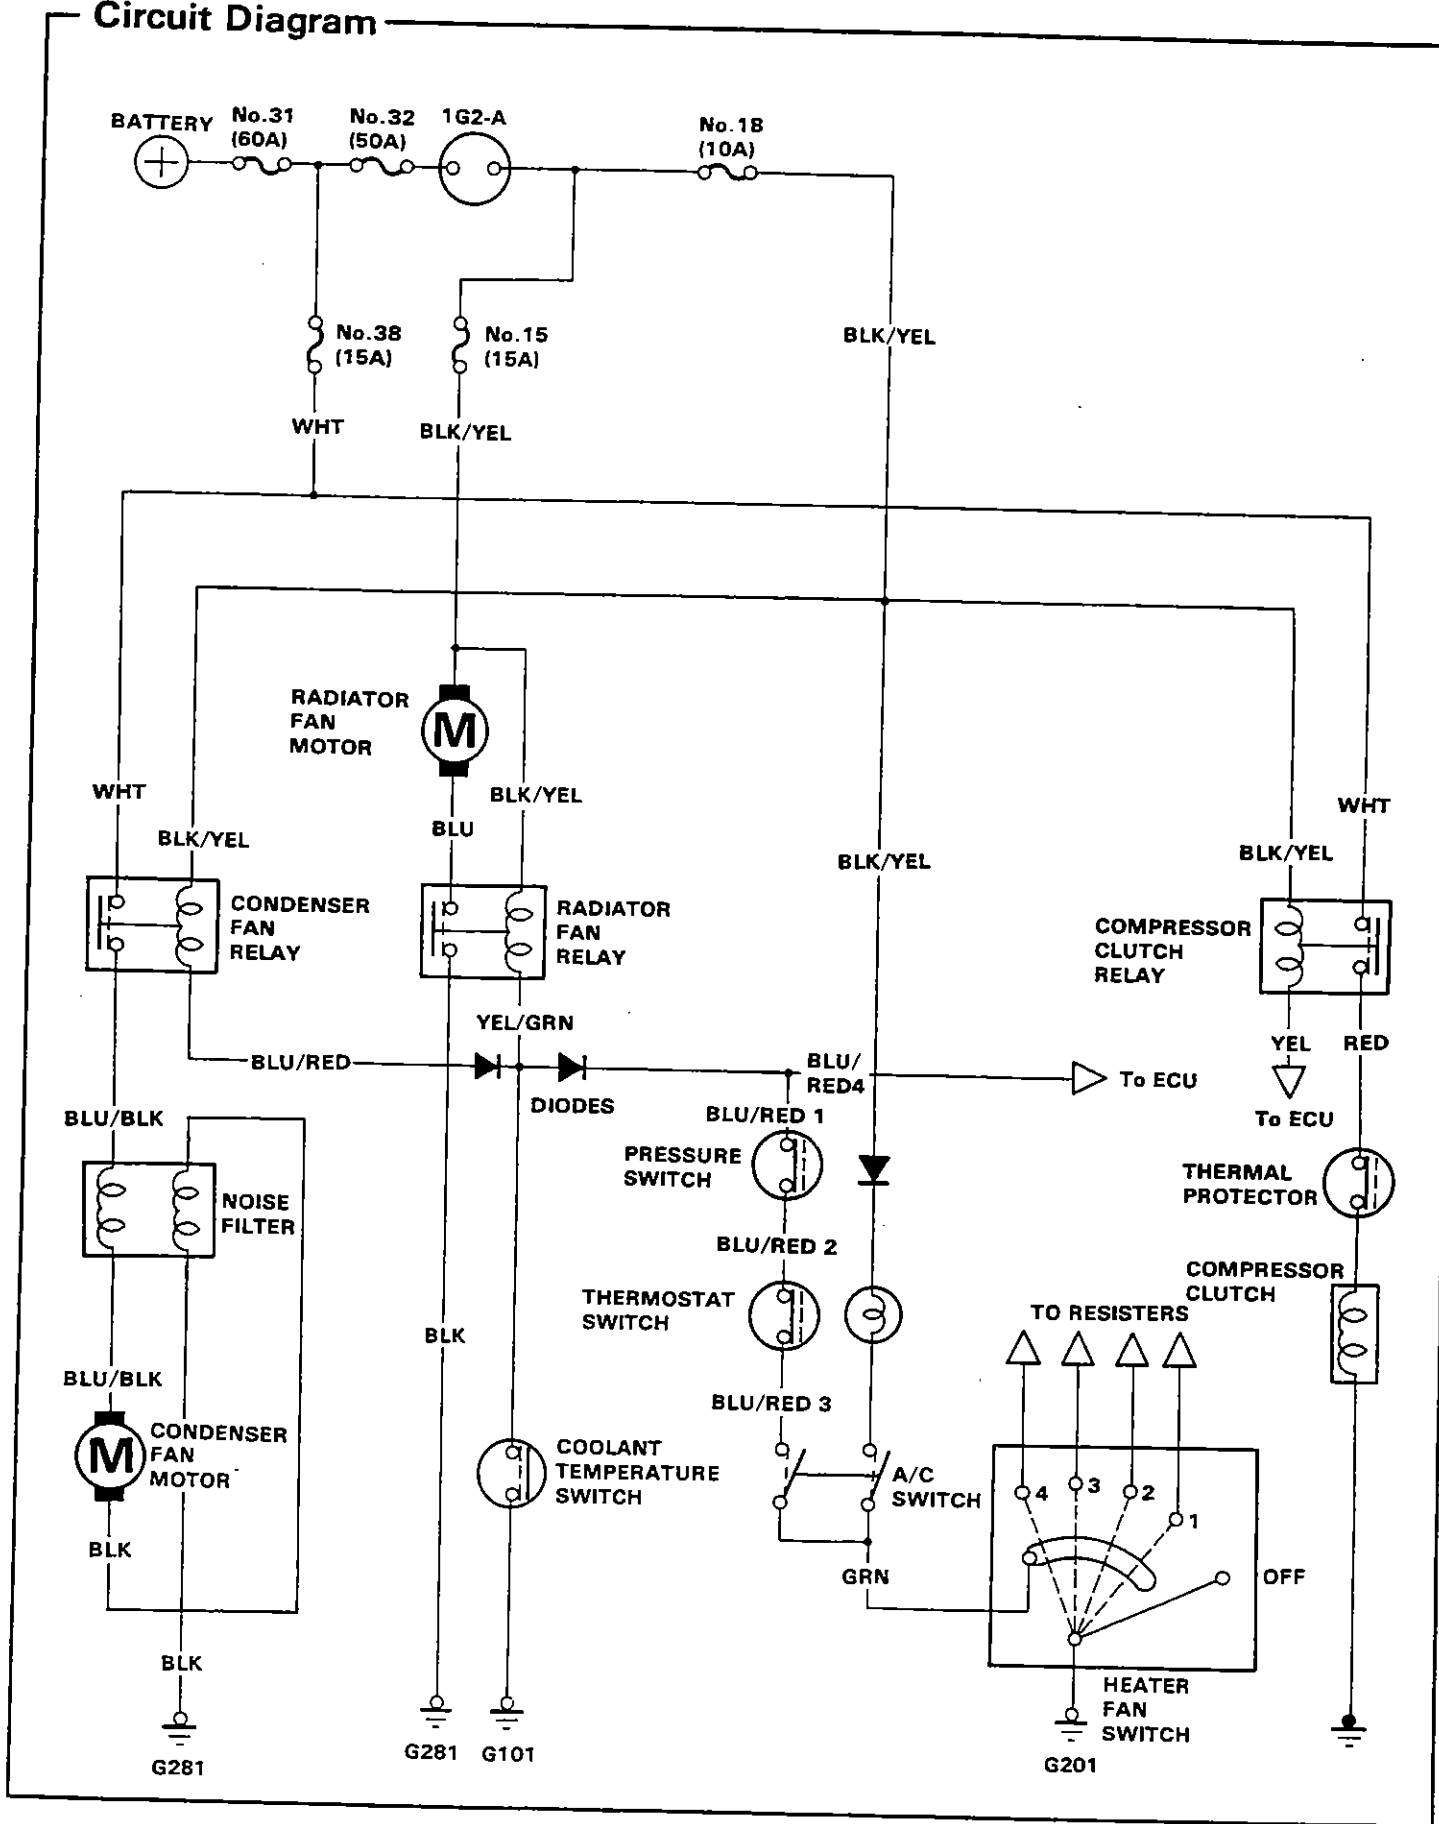 Circuit Diagram
BATTERY
No.31
(60A)
No.32
(50A)
1G2-A
No.18
(10A)
No.38
(15A)
No.15
(15A)
BLK/YEL
WHT
BLK/YEL
RADIATOR
FAN
MOTOR
M
WHT
BLK/YEL
BLU
BLK/YEL
BLK/YEL
BLK/YEL
WHT
CONDENSER
FAN
RELAY
RADIATOR
FAN
RELAY
COMPRESSOR
CLUTCH
RELAY
YEL/GRN
YEL
RED
BLU/RED
BLU/
RED4
To ECU
To ECU
DIODES
BLU/BLK
BLU/RED 1
PRESSURE
SWITCH
THERMAL
PROTECTOR
NOISE
FILTER
BLU/RED 2
COMPRESSOR
CLUTCH
THERMOSTAT
SWITCH
TO RESISTERS
BLK
BLU/BLK
BLU/RED 3
M
CONDENSER
FAN
MOTOR
COOLANT
TEMPERATURE
SWITCH
A/C
SWITCH
4
3
2
1
BLK
GRN
OFF
BLK
HEATER
FAN
SWITCH
G281
G281
G101
G201